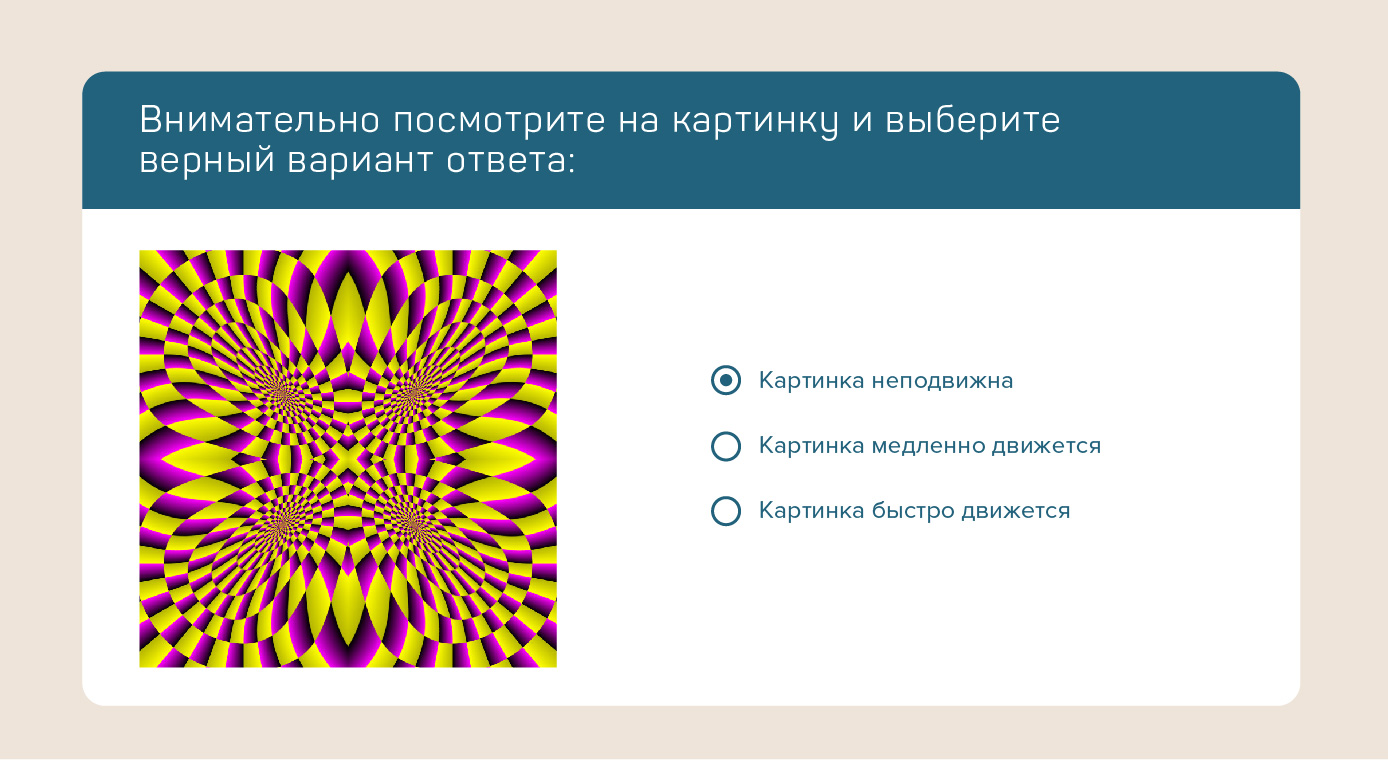 Внимательно посмотрите на картинку и выберите
верный вариант ответа:
Картинка неподвижна
Картинка медленно движется
Картинка быстро движется